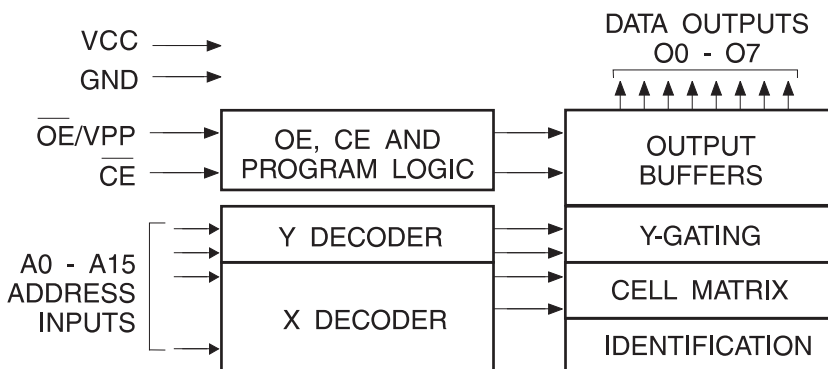 DATA OUTPUTS
O0 - O7
VCC
GND
OE/VPP
CE
OE, CE AND
PROGRAM LOGIC
OUTPUT
BUFFERS
A0 - A15
ADDRESS
INPUTS
Y DECODER
X DECODER
Y-GATING
CELL MATRIX
IDENTIFICATION